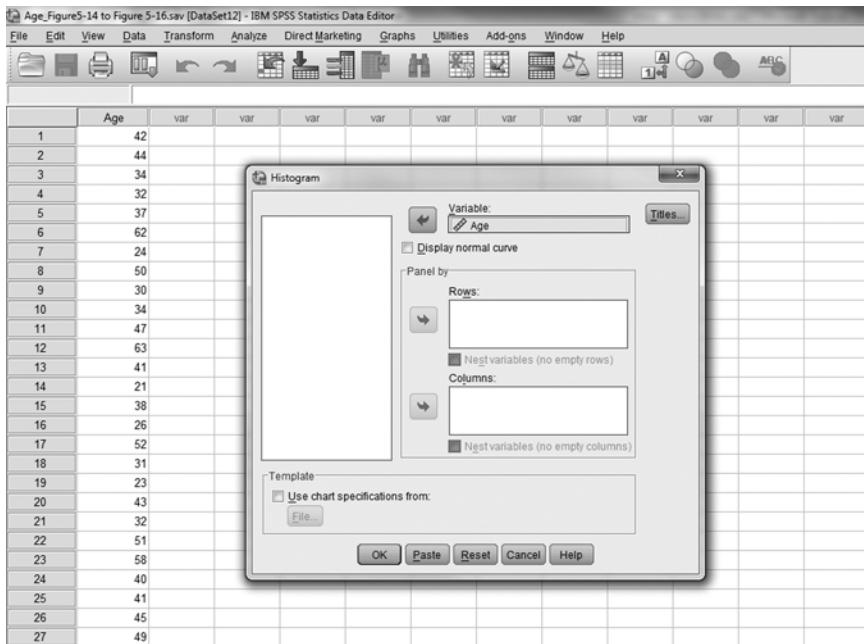 Age_Figure5-14 to Figure 5-16.sav [DataSet12] - IBM SPSS Statistics Data Editor
File Edit View Data Transform Analyze Direct Marketing Graphs Utilities Add-ons Window Help
A
1
4
ABC
Age var var var var var var var var var var var
1 42
2 44
3 34
4 32
5 37
6 62
7 24
8 50
9 30
10 34
11 47
12 63
13 41
14 21
15 38
16 26
17 52
18 31
19 23
20 43
21 32
22 51
23 58
24 40
25 41
26 45
27 49
Histogram
X
Variable:
Age
Titles...
Display normal curve
Panel by
Rows:
Nest variables (no empty rows)
Columns:
Nest variables (no empty columns)
Template
Use chart specifications from:
File...
OK Paste Reset Cancel Help